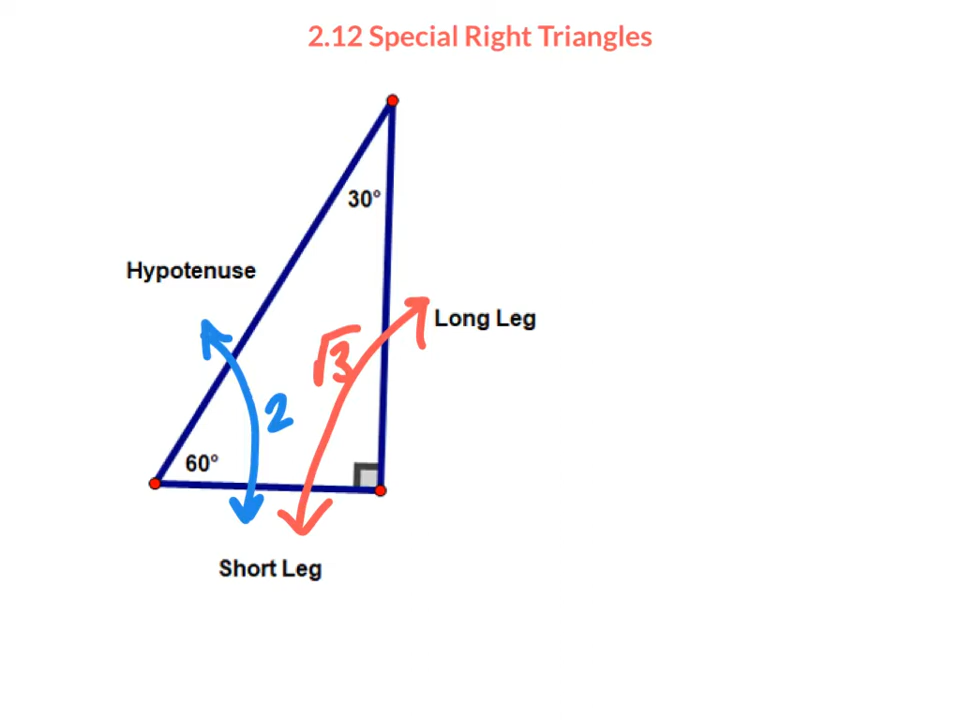 2.12 Special Right Triangles
30°
Hypotenuse
Long Leg
√3
2
60°
Short Leg